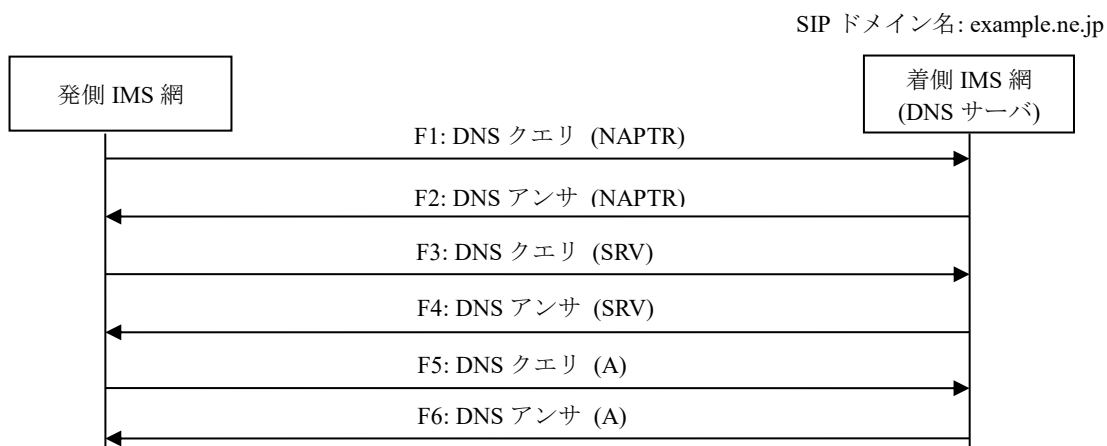 SIP ドメイン名: example.ne.jp
発側 IMS 網
着側 IMS 網
(DNS サーバ)
F1: DNS クエリ (NAPTR)
F2: DNS アンサ (NAPTR)
F3: DNS クエリ (SRV)
F4: DNS アンサ (SRV)
F5: DNS クエリ (A)
F6: DNS アンサ (A)